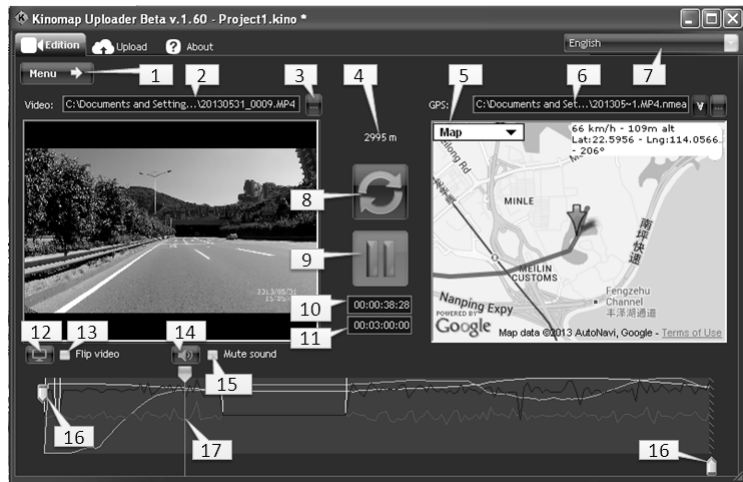 Kinomap Uploader Beta v.1.60 - Project1.kino *
Edition Upload ? About
English
Menu
1
2
3
4
5
6
7
Video: C:\Documents and Setting...\20130531_0009.MP4 ...
GPS: C:\Documents and Set...\201305~1.MP4.nmea ...
2995 m
Map
66 km/h - 109m alt
Lat:22.5956 - Lng:114.0566
- 206°
MINLE
8
南坪快速
9
MEILIN
CUSTOMS
Fengzehu
Channel
丰泽湖通道
Nanping Expy
10
00:00:38:28
11
00:03:00:00
POWERED BY
Google
Map data ©2013 AutoNavi, Google - Terms of Use
12
13
14
Flip video
Mute sound
15
16
17
16